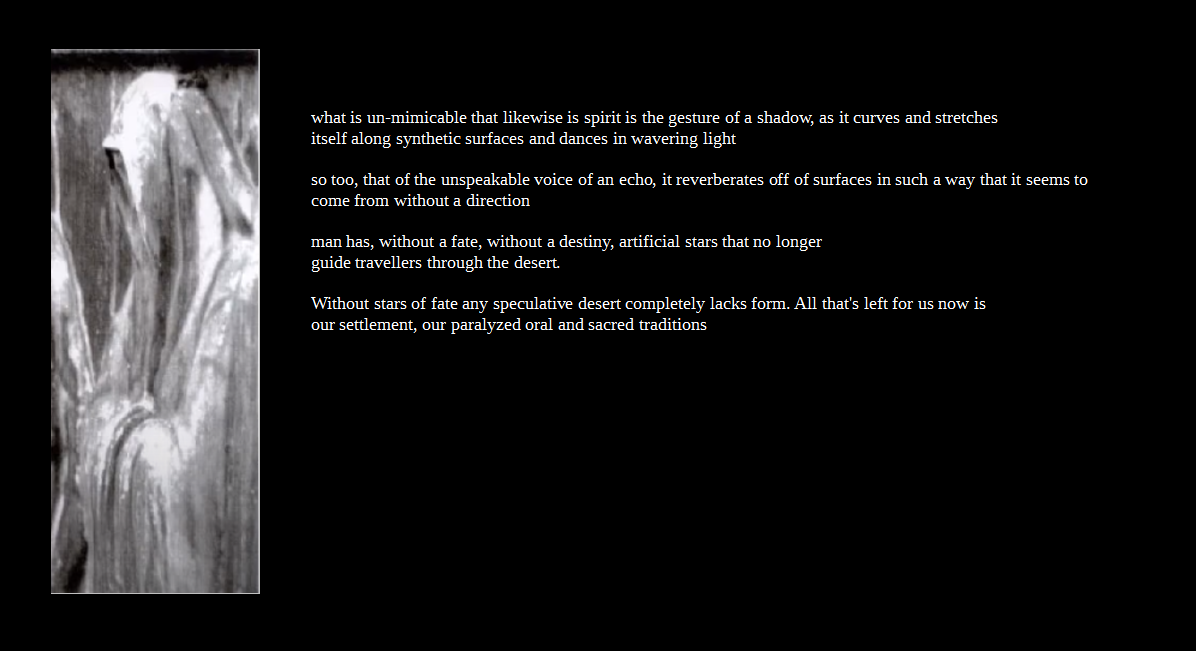 what is un-mimicable that likewise is spirit is the gesture of a shadow, as it curves and stretches
itself along synthetic surfaces and dances in wavering light
so too, that of the unspeakable voice of an echo, it reverberates off of surfaces in such a way that it seems to
come from without a direction
man has, without a fate, without a destiny, artificial stars that no longer
guide travellers through the desert.
Without stars of fate any speculative desert completely lacks form. All that's left for us now is
our settlement, our paralyzed oral and sacred traditions